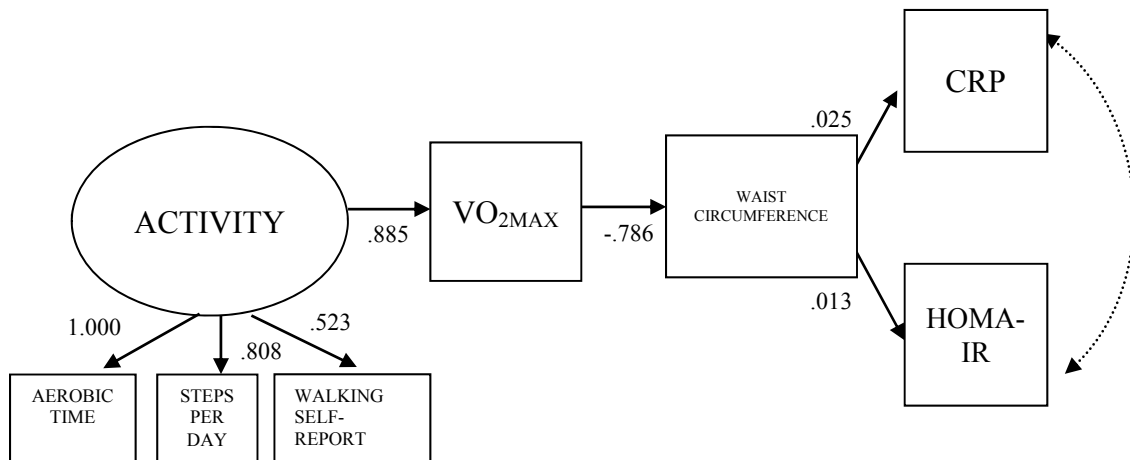 CRP
.025
WAIST
CIRCUMFERENCE
ACTIVITY
VO2MAX
.885
-.786
.013
HOMA-
IR
1.000
.808
.523
AEROBIC
TIME
STEPS
PER
DAY
WALKING
SELF-
REPORT